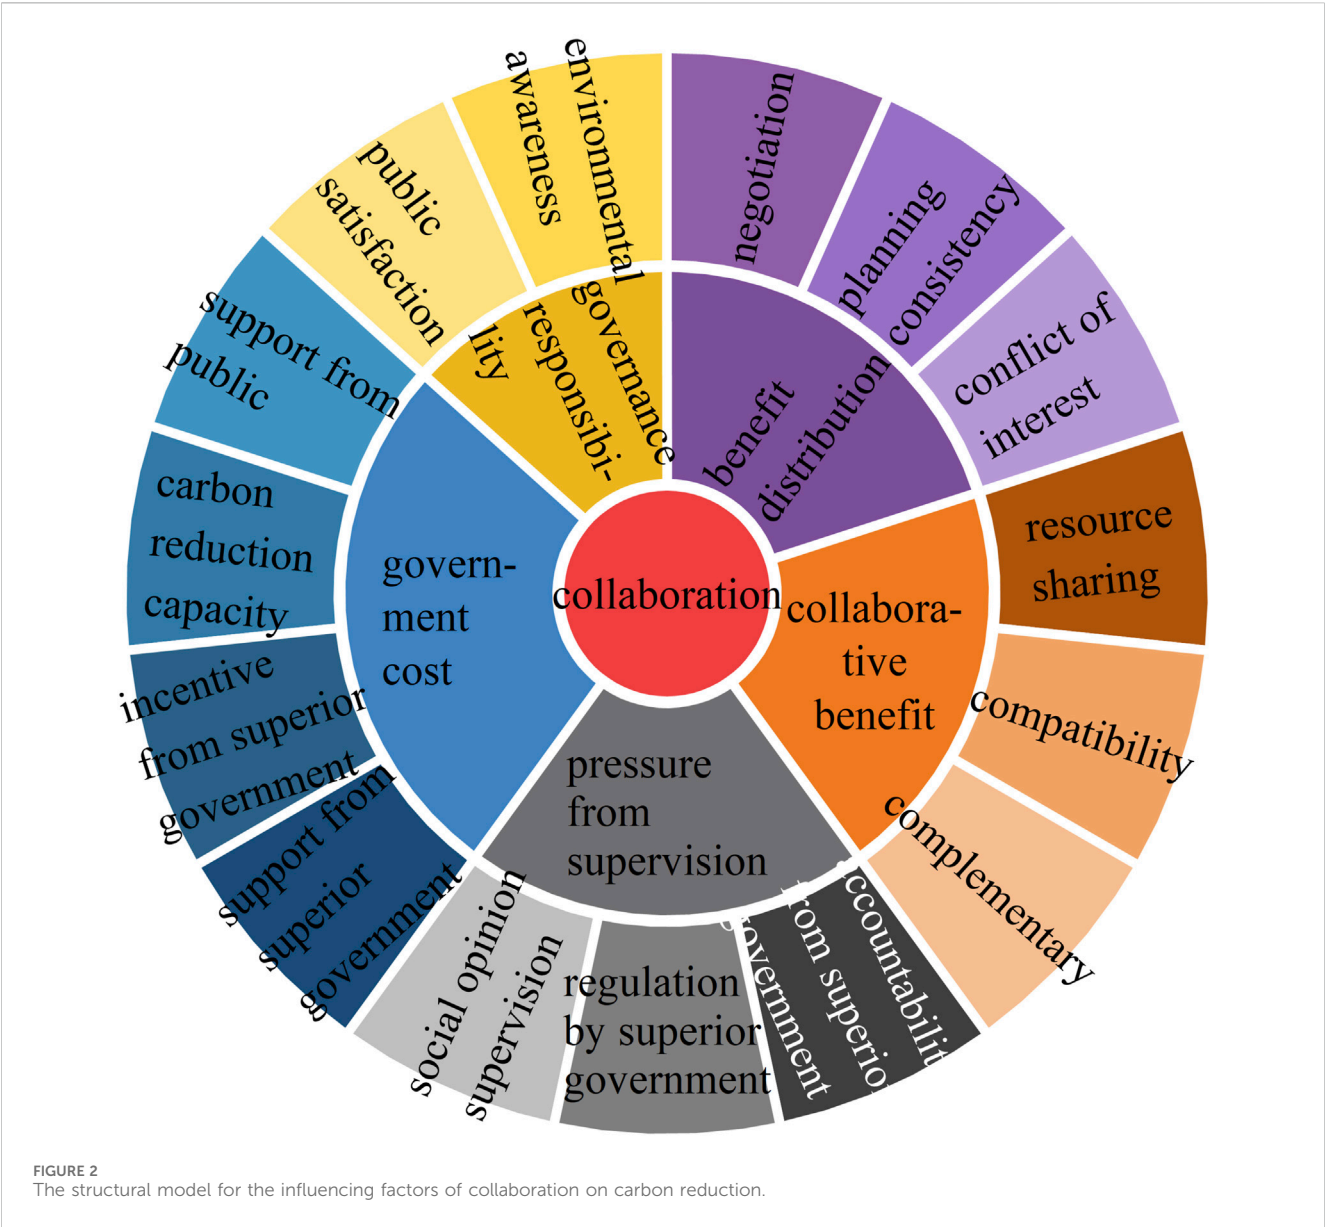 environmental
awareness
public
satisfaction
support from
public
carbon
reduction
capacity
incentive
from superior
government
support from
superior
government
social opinion
supervision
regulation
by superior
government
accountability
from superior
government
complementary
compatibility
resource
sharing
conflict of
interest
planning
consistency
negotiation
governance
responsibi-
lity
benefit
distribution
govern-
ment
cost
collaboration
collabora-
tive
benefit
pressure
from
supervision
FIGURE 2
The structural model for the influencing factors of collaboration on carbon reduction.